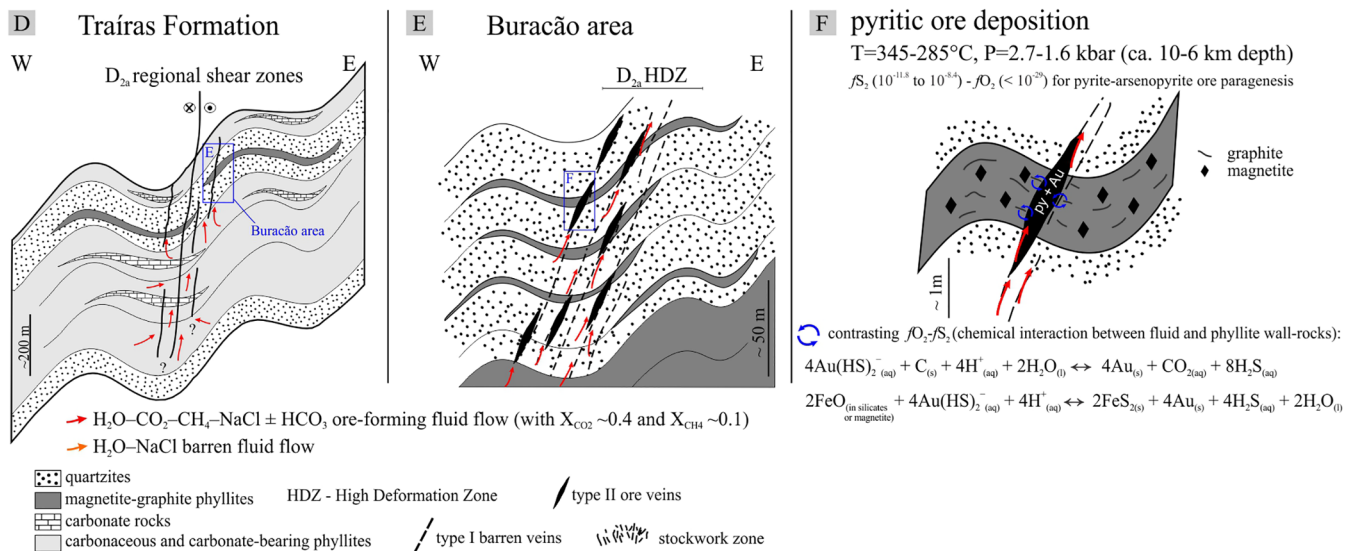 D Traíras Formation
W
E
D2a regional shear zones
E
Buracão area
~200 m
?
?
E Buracão area
W
E
D2a HDZ
F
~ 50 m
F pyritic ore deposition
T=345-285°C, P=2.7-1.6 kbar (ca. 10-6 km depth)
fS₂ (10⁻¹¹·⁸ to 10⁻⁸·⁴) - fO₂ (< 10⁻²⁹) for pyrite-arsenopyrite ore paragenesis
graphite
magnetite
py + Au
~ 1m
contrasting fO₂-fS₂ (chemical interaction between fluid and phyllite wall-rocks):
4Au(HS)₂⁻(aq) + C(s) + 4H⁺(aq) + 2H₂O(l) ↔ 4Au(s) + CO₂(aq) + 8H₂S(aq)
2FeO(in silicates or magnetite) + 4Au(HS)₂⁻(aq) + 4H⁺(aq) ↔ 2FeS₂(s) + 4Au(s) + 4H₂S(aq) + 2H₂O(l)
H₂O–CO₂–CH₄–NaCl ± HCO₃ ore-forming fluid flow (with XCO2 ~0.4 and XCH4 ~0.1)
H₂O–NaCl barren fluid flow
quartzites
magnetite-graphite phyllites
carbonate rocks
carbonaceous and carbonate-bearing phyllites
HDZ - High Deformation Zone
type I barren veins
type II ore veins
stockwork zone